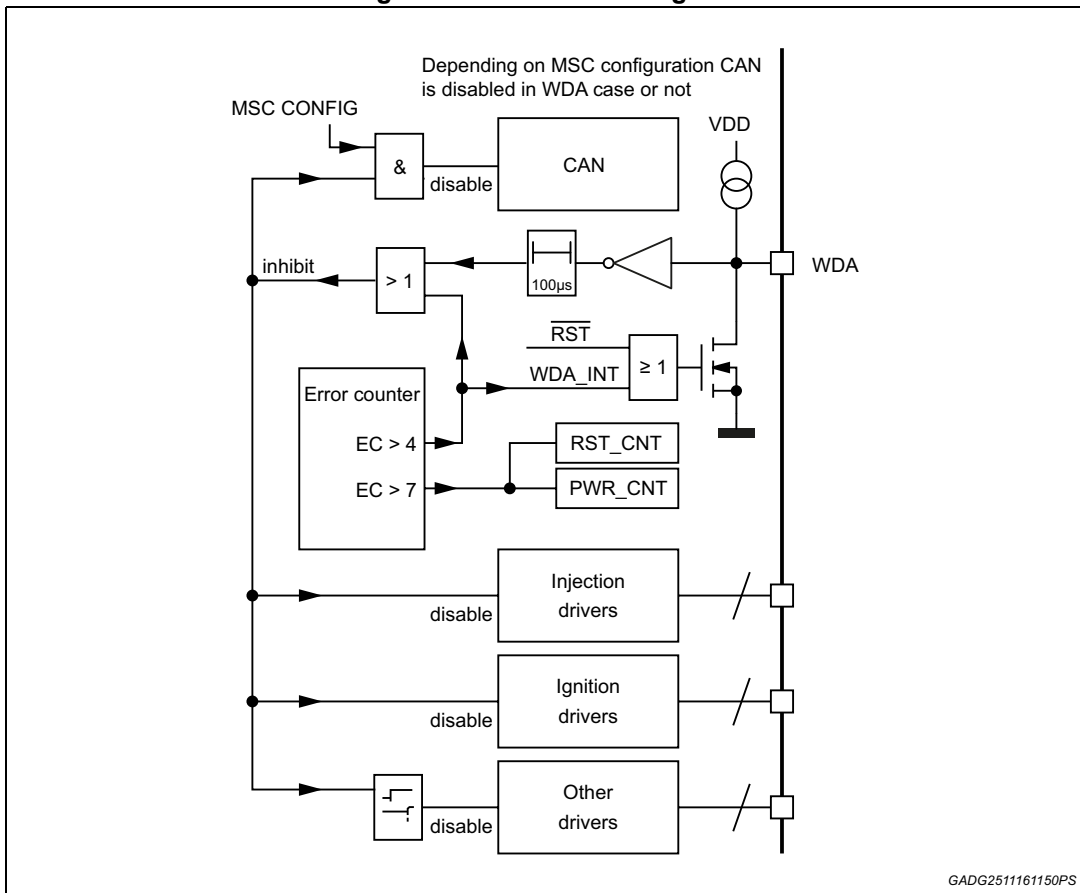 Depending on MSC configuration CAN
is disabled in WDA case or not
MSC CONFIG
VDD
&
CAN
disable
inhibit
> 1
100µs
WDA
RST
≥ 1
WDA_INT
Error counter
EC > 4
RST_CNT
EC > 7
PWR_CNT
Injection
drivers
disable
Ignition
drivers
disable
Other
drivers
disable
GADG2511161150PS